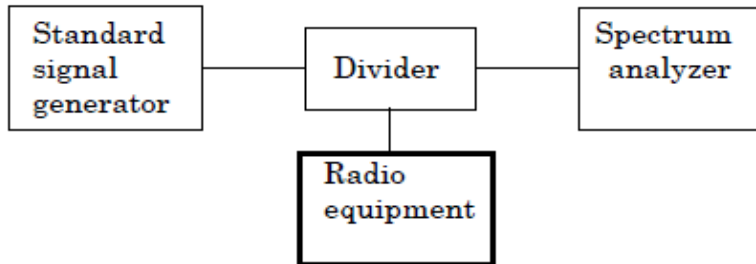 Standard
signal
generator
Divider
Spectrum
analyzer
Radio
equipment